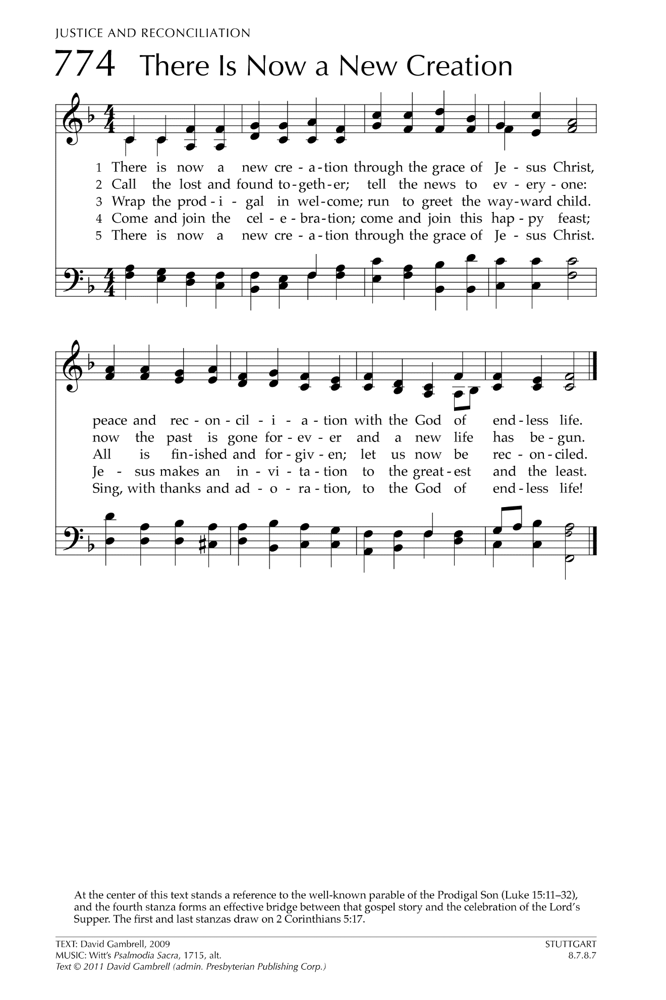 JUSTICE AND RECONCILIATION
774 There Is Now a New Creation
4
4
1 There is now a new cre - a - tion through the grace of Je - sus Christ,
2 Call the lost and found to - geth - er; tell the news to ev - ery - one:
3 Wrap the prod - i - gal in wel - come; run to greet the way - ward child.
4 Come and join the cel - e - bra - tion; come and join this hap - py feast;
5 There is now a new cre - a - tion through the grace of Je - sus Christ.
4
4
peace and rec - on - cil - i - a - tion with the God of end - less life.
now the past is gone for - ev - er and a new life has be - gun.
All is fin - ished and for - giv - en; let us now be rec - on - ciled.
Je - sus makes an in - vi - ta - tion to the great - est and the least.
Sing, with thanks and ad - o - ra - tion, to the God of end - less life!
At the center of this text stands a reference to the well-known parable of the Prodigal Son (Luke 15:11–32),
and the fourth stanza forms an effective bridge between that gospel story and the celebration of the Lord's
Supper. The first and last stanzas draw on 2 Corinthians 5:17.
TEXT: David Gambrell, 2009 STUTTGART
MUSIC: Witt's Psalmodia Sacra, 1715, alt. 8.7.8.7
Text © 2011 David Gambrell (admin. Presbyterian Publishing Corp.)